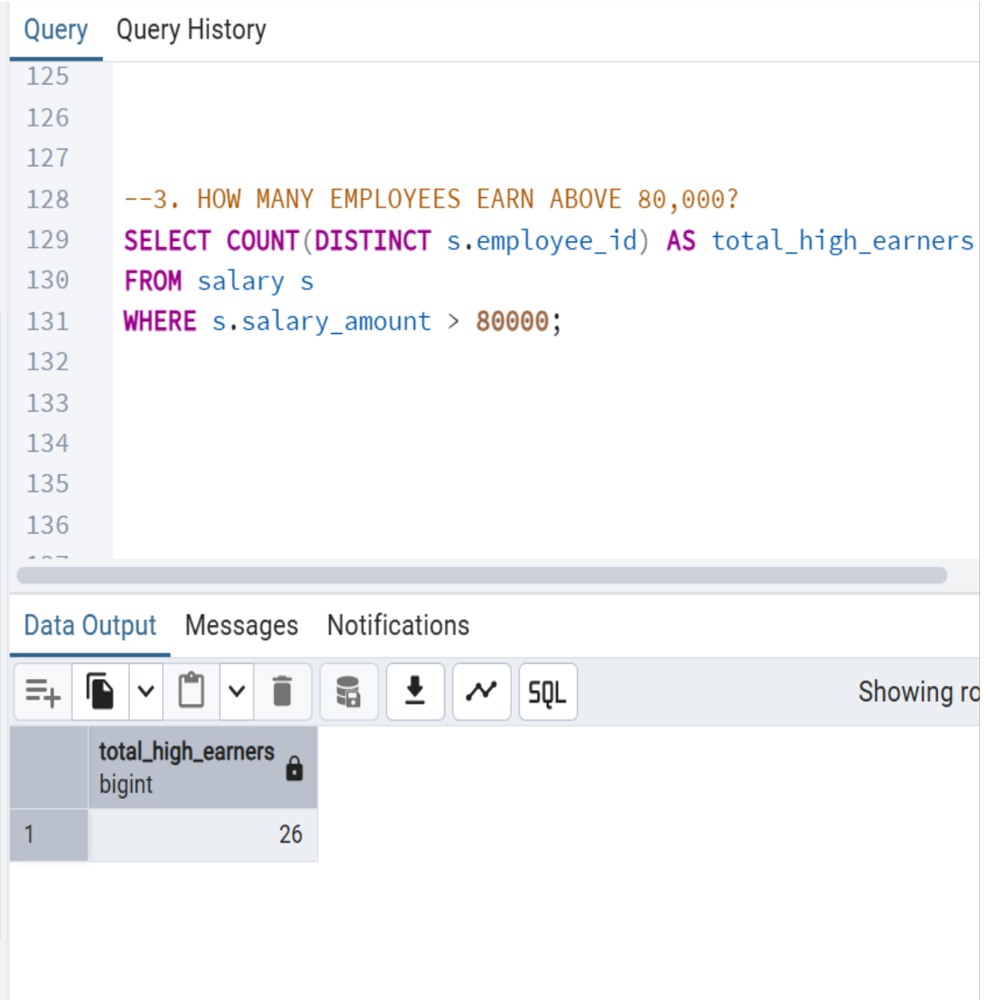 Query Query History
125
126
127
128 --3. HOW MANY EMPLOYEES EARN ABOVE 80,000?
129 SELECT COUNT(DISTINCT s.employee_id) AS total_high_earners
130 FROM salary s
131 WHERE s.salary_amount > 80000;
132
133
134
135
136
Data Output Messages Notifications
SQL Showing
total_high_earners
bigint
1 26